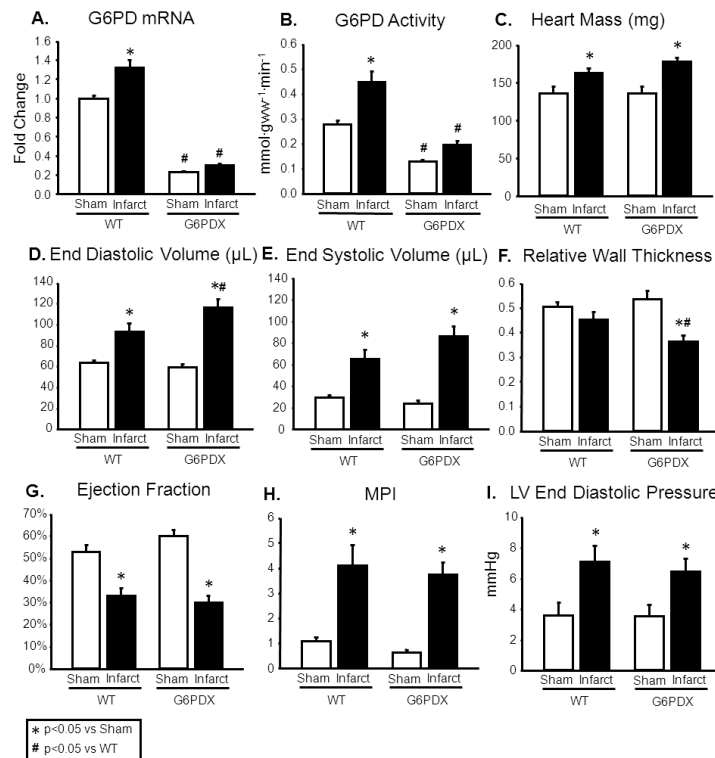 A. G6PD mRNA
Fold Change
1.4
1.2
1.0
0.8
0.6
0.4
0.2
0
*
# #
Sham Infarct Sham Infarct
WT G6PDX
B. G6PD Activity
mmol·gww⁻¹·min⁻¹
0.6
0.5
0.4
0.3
0.2
0.1
0.0
*
# #
Sham Infarct Sham Infarct
WT G6PDX
C. Heart Mass (mg)
200
150
100
50
0
* *
Sham Infarct Sham Infarct
WT G6PDX
D. End Diastolic Volume (µL)
140
120
100
80
60
40
20
0
* *#
Sham Infarct Sham Infarct
WT G6PDX
E. End Systolic Volume (µL)
140
120
100
80
60
40
20
0
* *
Sham Infarct Sham Infarct
WT G6PDX
F. Relative Wall Thickness
0.6
0.5
0.4
0.3
0.2
0.1
0.0
*#
Sham Infarct Sham Infarct
WT G6PDX
G. Ejection Fraction
70%
60%
50%
40%
30%
20%
10%
0%
* *
Sham Infarct Sham Infarct
WT G6PDX
H. MPI
6
5
4
3
2
1
0
* *
Sham Infarct Sham Infarct
WT G6PDX
I. LV End Diastolic Pressure
mmHg
10
8
6
4
2
0
* *
Sham Infarct Sham Infarct
WT G6PDX
* p<0.05 vs Sham
# p<0.05 vs WT